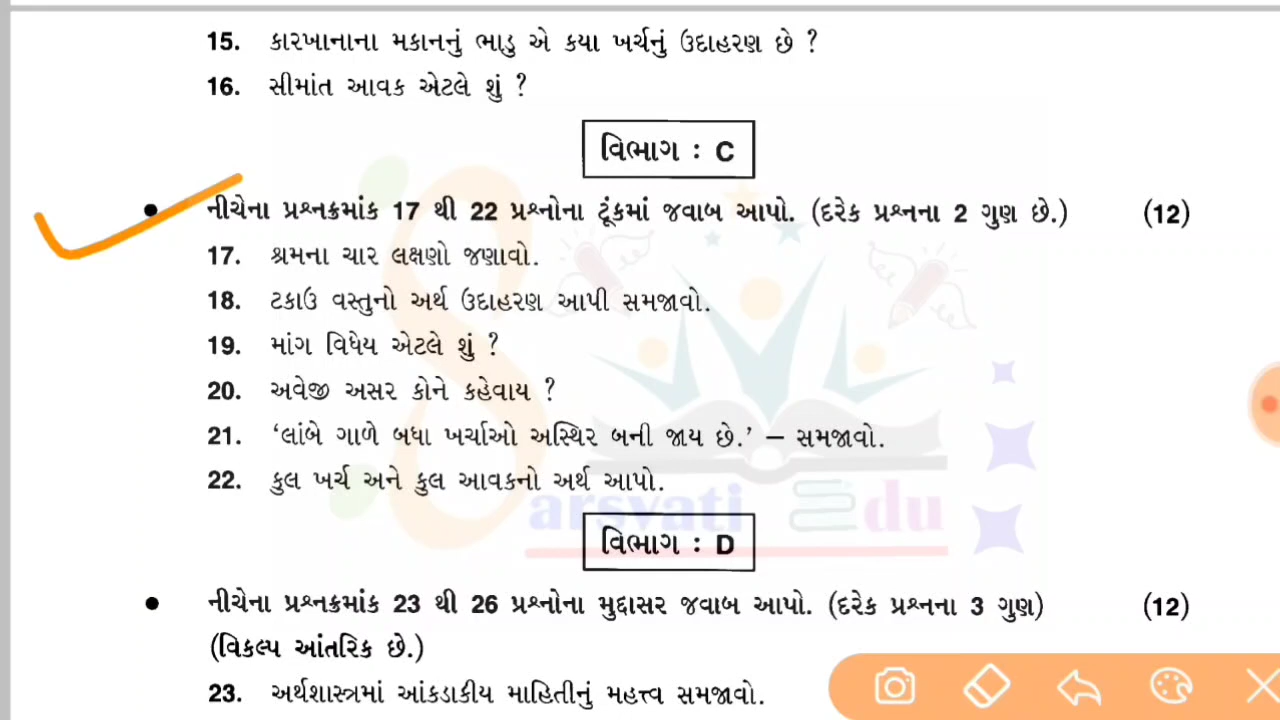 15. કારખાનાના મકાનનું ભાડુ એ કયા ખર્ચનું ઉદાહરણ છે ?
16. સીમાંત આવક એટલે શું ?
વિભાગ : C
• નીચેના પ્રશ્નક્રમાંક 17 થી 22 પ્રશ્નોના ટૂંકમાં જવાબ આપો. (દરેક પ્રશ્નના 2 ગુણ છે.) (12)
17. શ્રમના ચાર લક્ષણો જણાવો.
18. ટકાઉ વસ્તુનો અર્થ ઉદાહરણ આપી સમજાવો.
19. માંગ વિધેય એટલે શું ?
20. અવેજી અસર કોને કહેવાય ?
21. ‘લાંબે ગાળે બધા ખર્ચાઓ અસ્થિર બની જાય છે.’ – સમજાવો.
22. કુલ ખર્ચ અને કુલ આવકનો અર્થ આપો.
arsvati Edu
વિભાગ : D
• નીચેના પ્રશ્નક્રમાંક 23 થી 26 પ્રશ્નોના મુદ્દાસર જવાબ આપો. (દરેક પ્રશ્નના 3 ગુણ) (12)
(વિકલ્પ આંતરિક છે.)
23. અર્થશાસ્ત્રમાં આંકડાકીય માહિતીનું મહત્ત્વ સમજાવો.